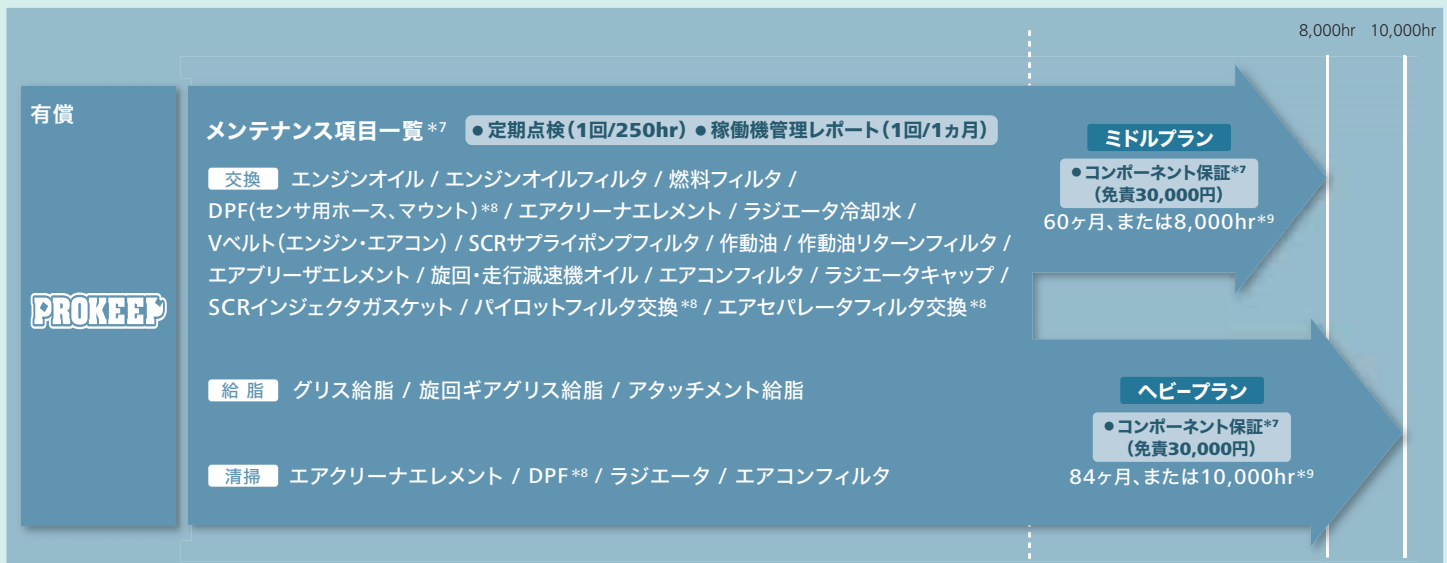 8,000hr 10,000hr
有償
PROKEEP
メンテナンス項目一覧*7 ●定期点検(1回/250hr) ●稼働機管理レポート(1回/1ヵ月)
交換 エンジンオイル / エンジンオイルフィルタ / 燃料フィルタ /
DPF(センサ用ホース、マウント)*8 / エアクリーナエレメント / ラジエータ冷却水 /
Vベルト(エンジン・エアコン) / SCRサプライポンプフィルタ / 作動油 / 作動油リターンフィルタ /
エアブリーザエレメント / 旋回・走行減速機オイル / エアコンフィルタ / ラジエータキャップ /
SCRインジェクタガスケット / パイロットフィルタ交換*8 / エアセパレータフィルタ交換*8
給脂 グリス給脂 / 旋回ギアグリス給脂 / アタッチメント給脂
清掃 エアクリーナエレメント / DPF*8 / ラジエータ / エアコンフィルタ
ミドルプラン
●コンポーネント保証*7
(免責30,000円)
60ヶ月、または8,000hr*9
ヘビープラン
●コンポーネント保証*7
(免責30,000円)
84ヶ月、または10,000hr*9